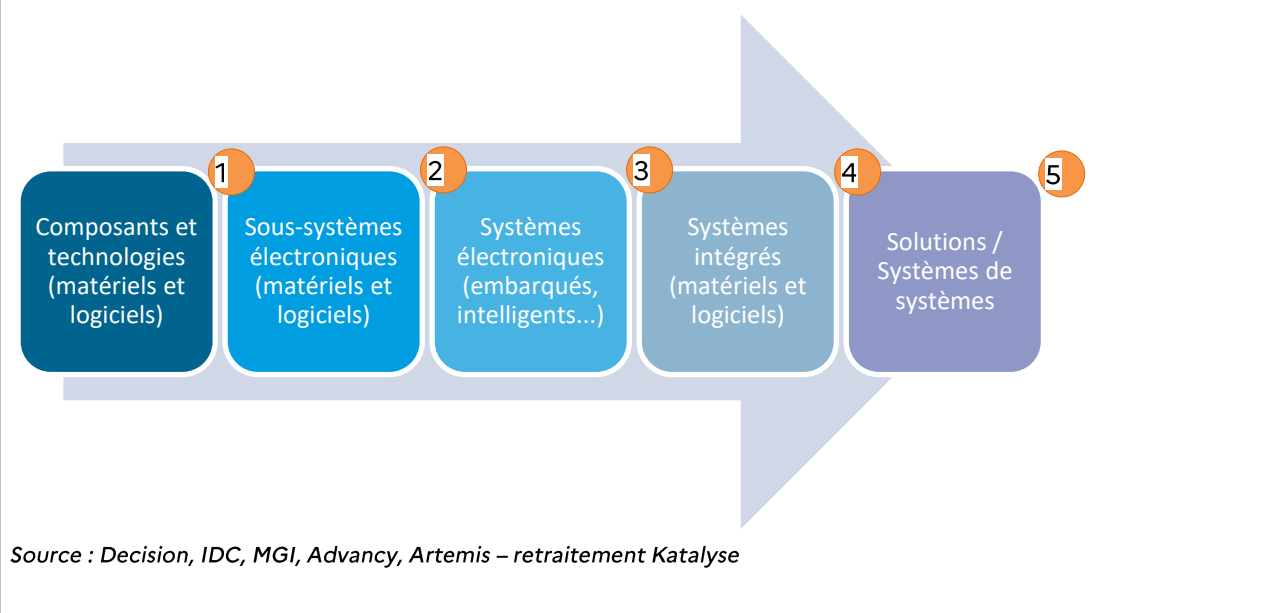 1
2
3
4
5
Composants et
technologies
(matériels et
logiciels)
Sous-systèmes
électroniques
(matériels et
logiciels)
Systèmes
électroniques
(embarqués,
intelligents...)
Systèmes
intégrés
(matériels et
logiciels)
Solutions /
Systèmes de
systèmes
Source : Decision, IDC, MGI, Advancy, Artemis – retraitement Katalyse